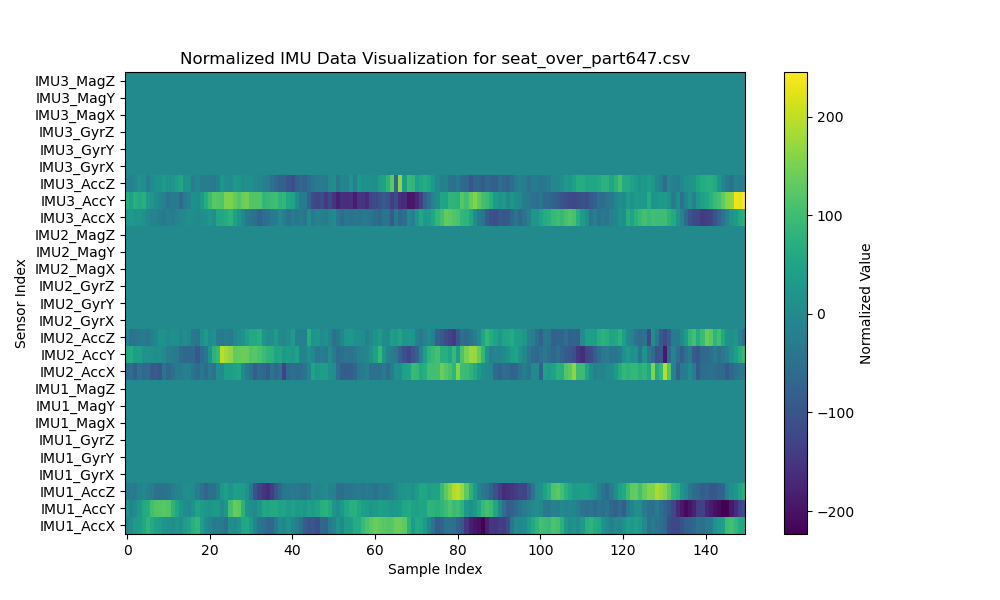 Normalized IMU Data Visualization for seat_over_part647.csv
IMU3_MagZ
IMU3_MagY
IMU3_MagX
IMU3_GyrZ
IMU3_GyrY
IMU3_GyrX
IMU3_AccZ
IMU3_AccY
IMU3_AccX
IMU2_MagZ
IMU2_MagY
IMU2_MagX
IMU2_GyrZ
IMU2_GyrY
IMU2_GyrX
IMU2_AccZ
IMU2_AccY
IMU2_AccX
IMU1_MagZ
IMU1_MagY
IMU1_MagX
IMU1_GyrZ
IMU1_GyrY
IMU1_GyrX
IMU1_AccZ
IMU1_AccY
IMU1_AccX
Sensor Index
0 20 40 60 80 100 120 140
Sample Index
200
100
0
−100
−200
Normalized Value